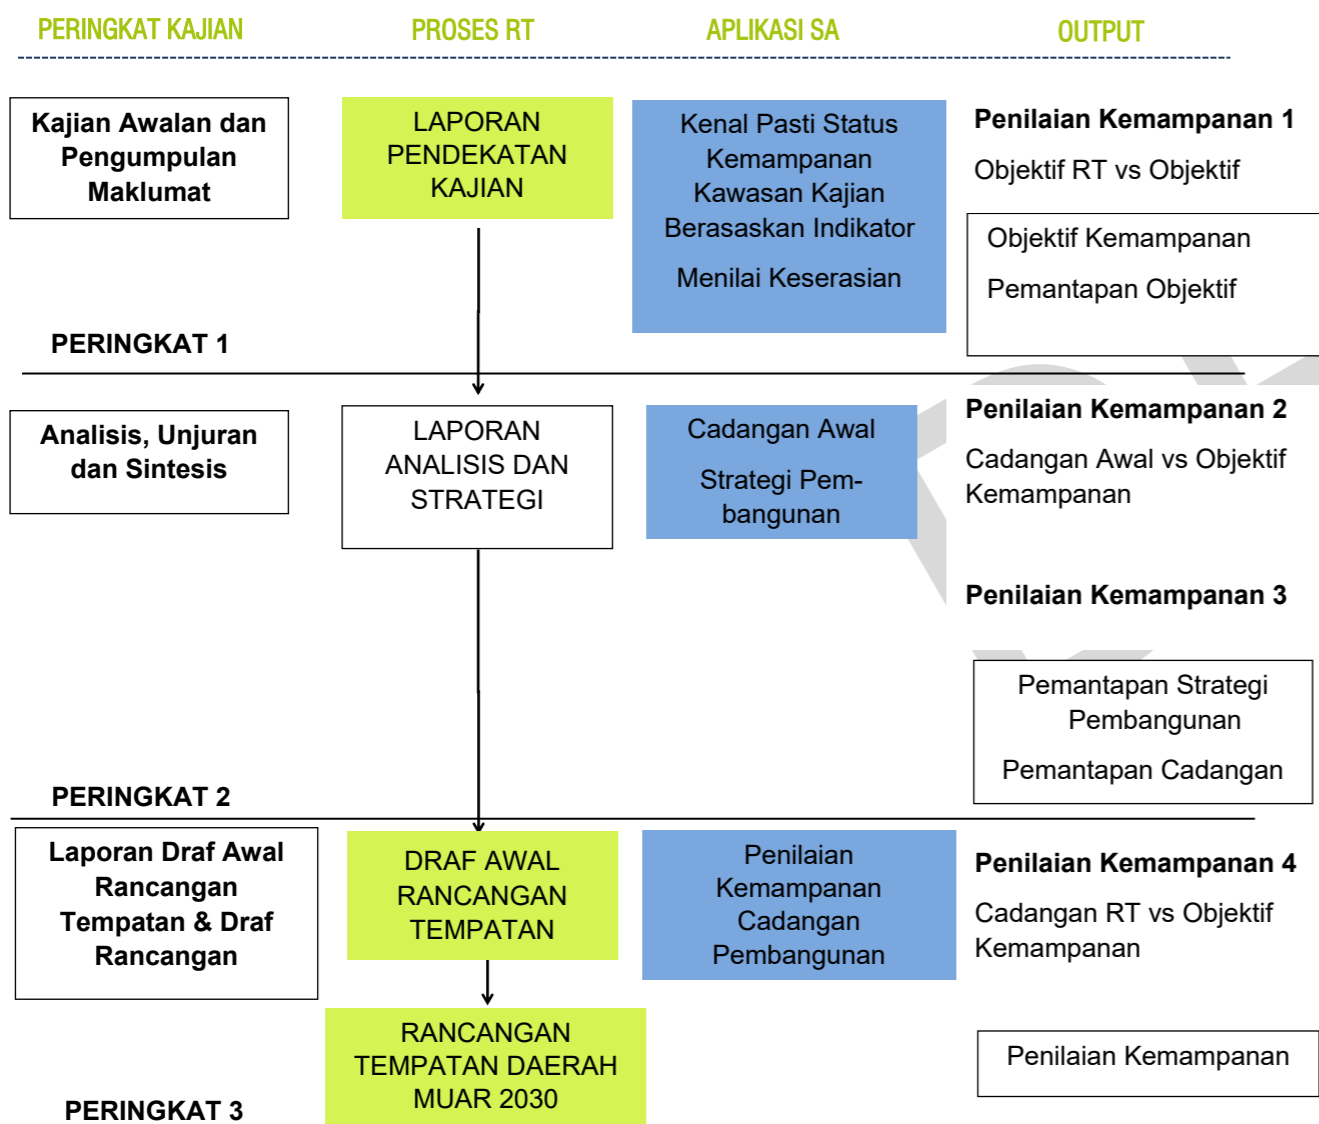 PERINGKAT KAJIAN
PROSES RT
APLIKASI SA
OUTPUT
Kajian Awalan dan
Pengumpulan
Maklumat
LAPORAN
PENDEKATAN
KAJIAN
Kenal Pasti Status
Kemampanan
Kawasan Kajian
Berasaskan Indikator
Menilai Keserasian
Penilaian Kemampanan 1
Objektif RT vs Objektif
Objektif Kemampanan
Pemantapan Objektif
PERINGKAT 1
Analisis, Unjuran
dan Sintesis
LAPORAN
ANALISIS DAN
STRATEGI
Cadangan Awal
Strategi Pem-
bangunan
Penilaian Kemampanan 2
Cadangan Awal vs Objektif
Kemampanan
Penilaian Kemampanan 3
Pemantapan Strategi
Pembangunan
Pemantapan Cadangan
PERINGKAT 2
Laporan Draf Awal
Rancangan
Tempatan & Draf
Rancangan
DRAF AWAL
RANCANGAN
TEMPATAN
Penilaian
Kemampanan
Cadangan
Pembangunan
Penilaian Kemampanan 4
Cadangan RT vs Objektif
Kemampanan
RANCANGAN
TEMPATAN DAERAH
MUAR 2030
Penilaian Kemampanan
PERINGKAT 3